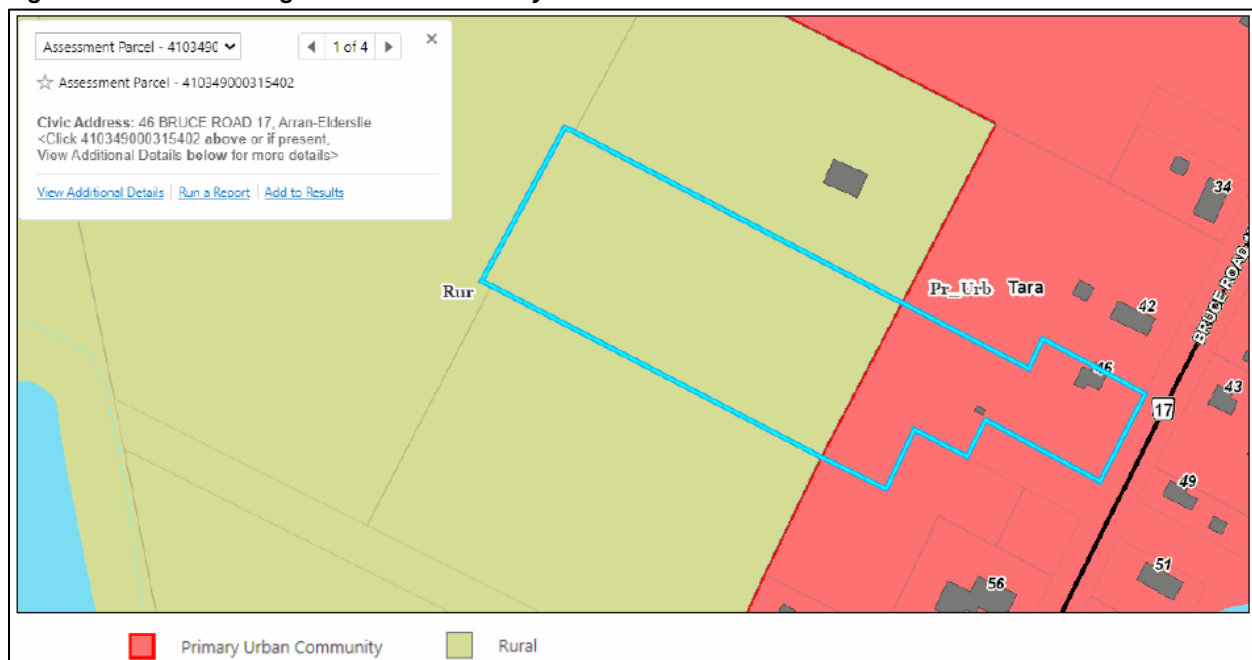 Assessment Parcel - 410349C
1 of 4
Assessment Parcel - 410349000315402
Civic Address: 46 BRUCE ROAD 17, Arran-Elderslie
<Click 410349000315402 above or if present,
View Additional Details below for more details>
View Additional Details | Run a Report | Add to Results
34
BRUCE ROAD
Rur
Pr_Urb Tara
42
46
43
17
49
51
56
Primary Urban Community
Rural